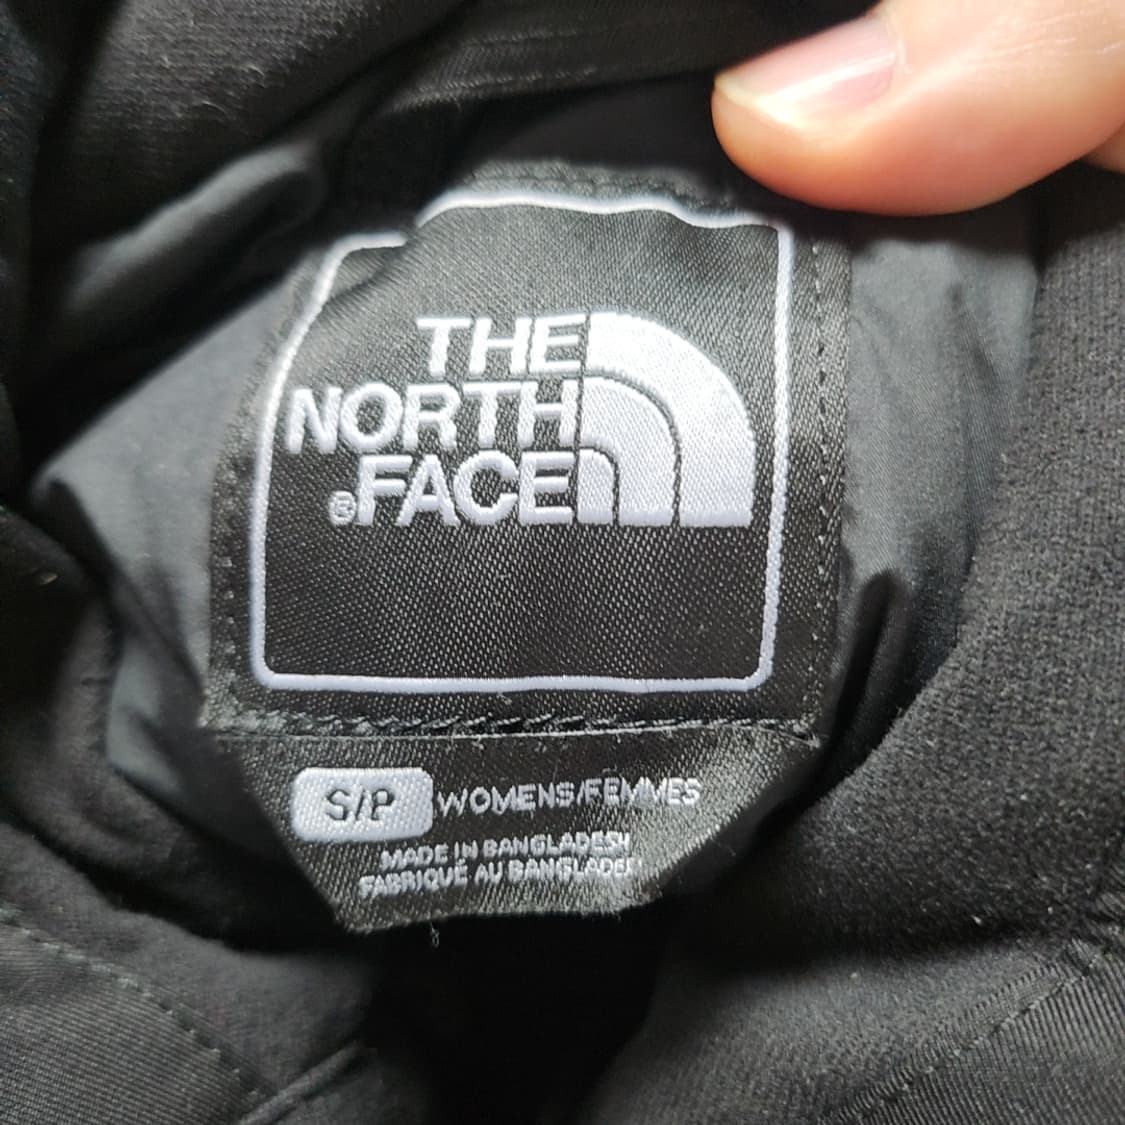 THE
NORTH
®FACE
S/P WOMENS/FEMMES
MADE IN BANGLADESH
FABRIQUÉ AU BANGLADESH